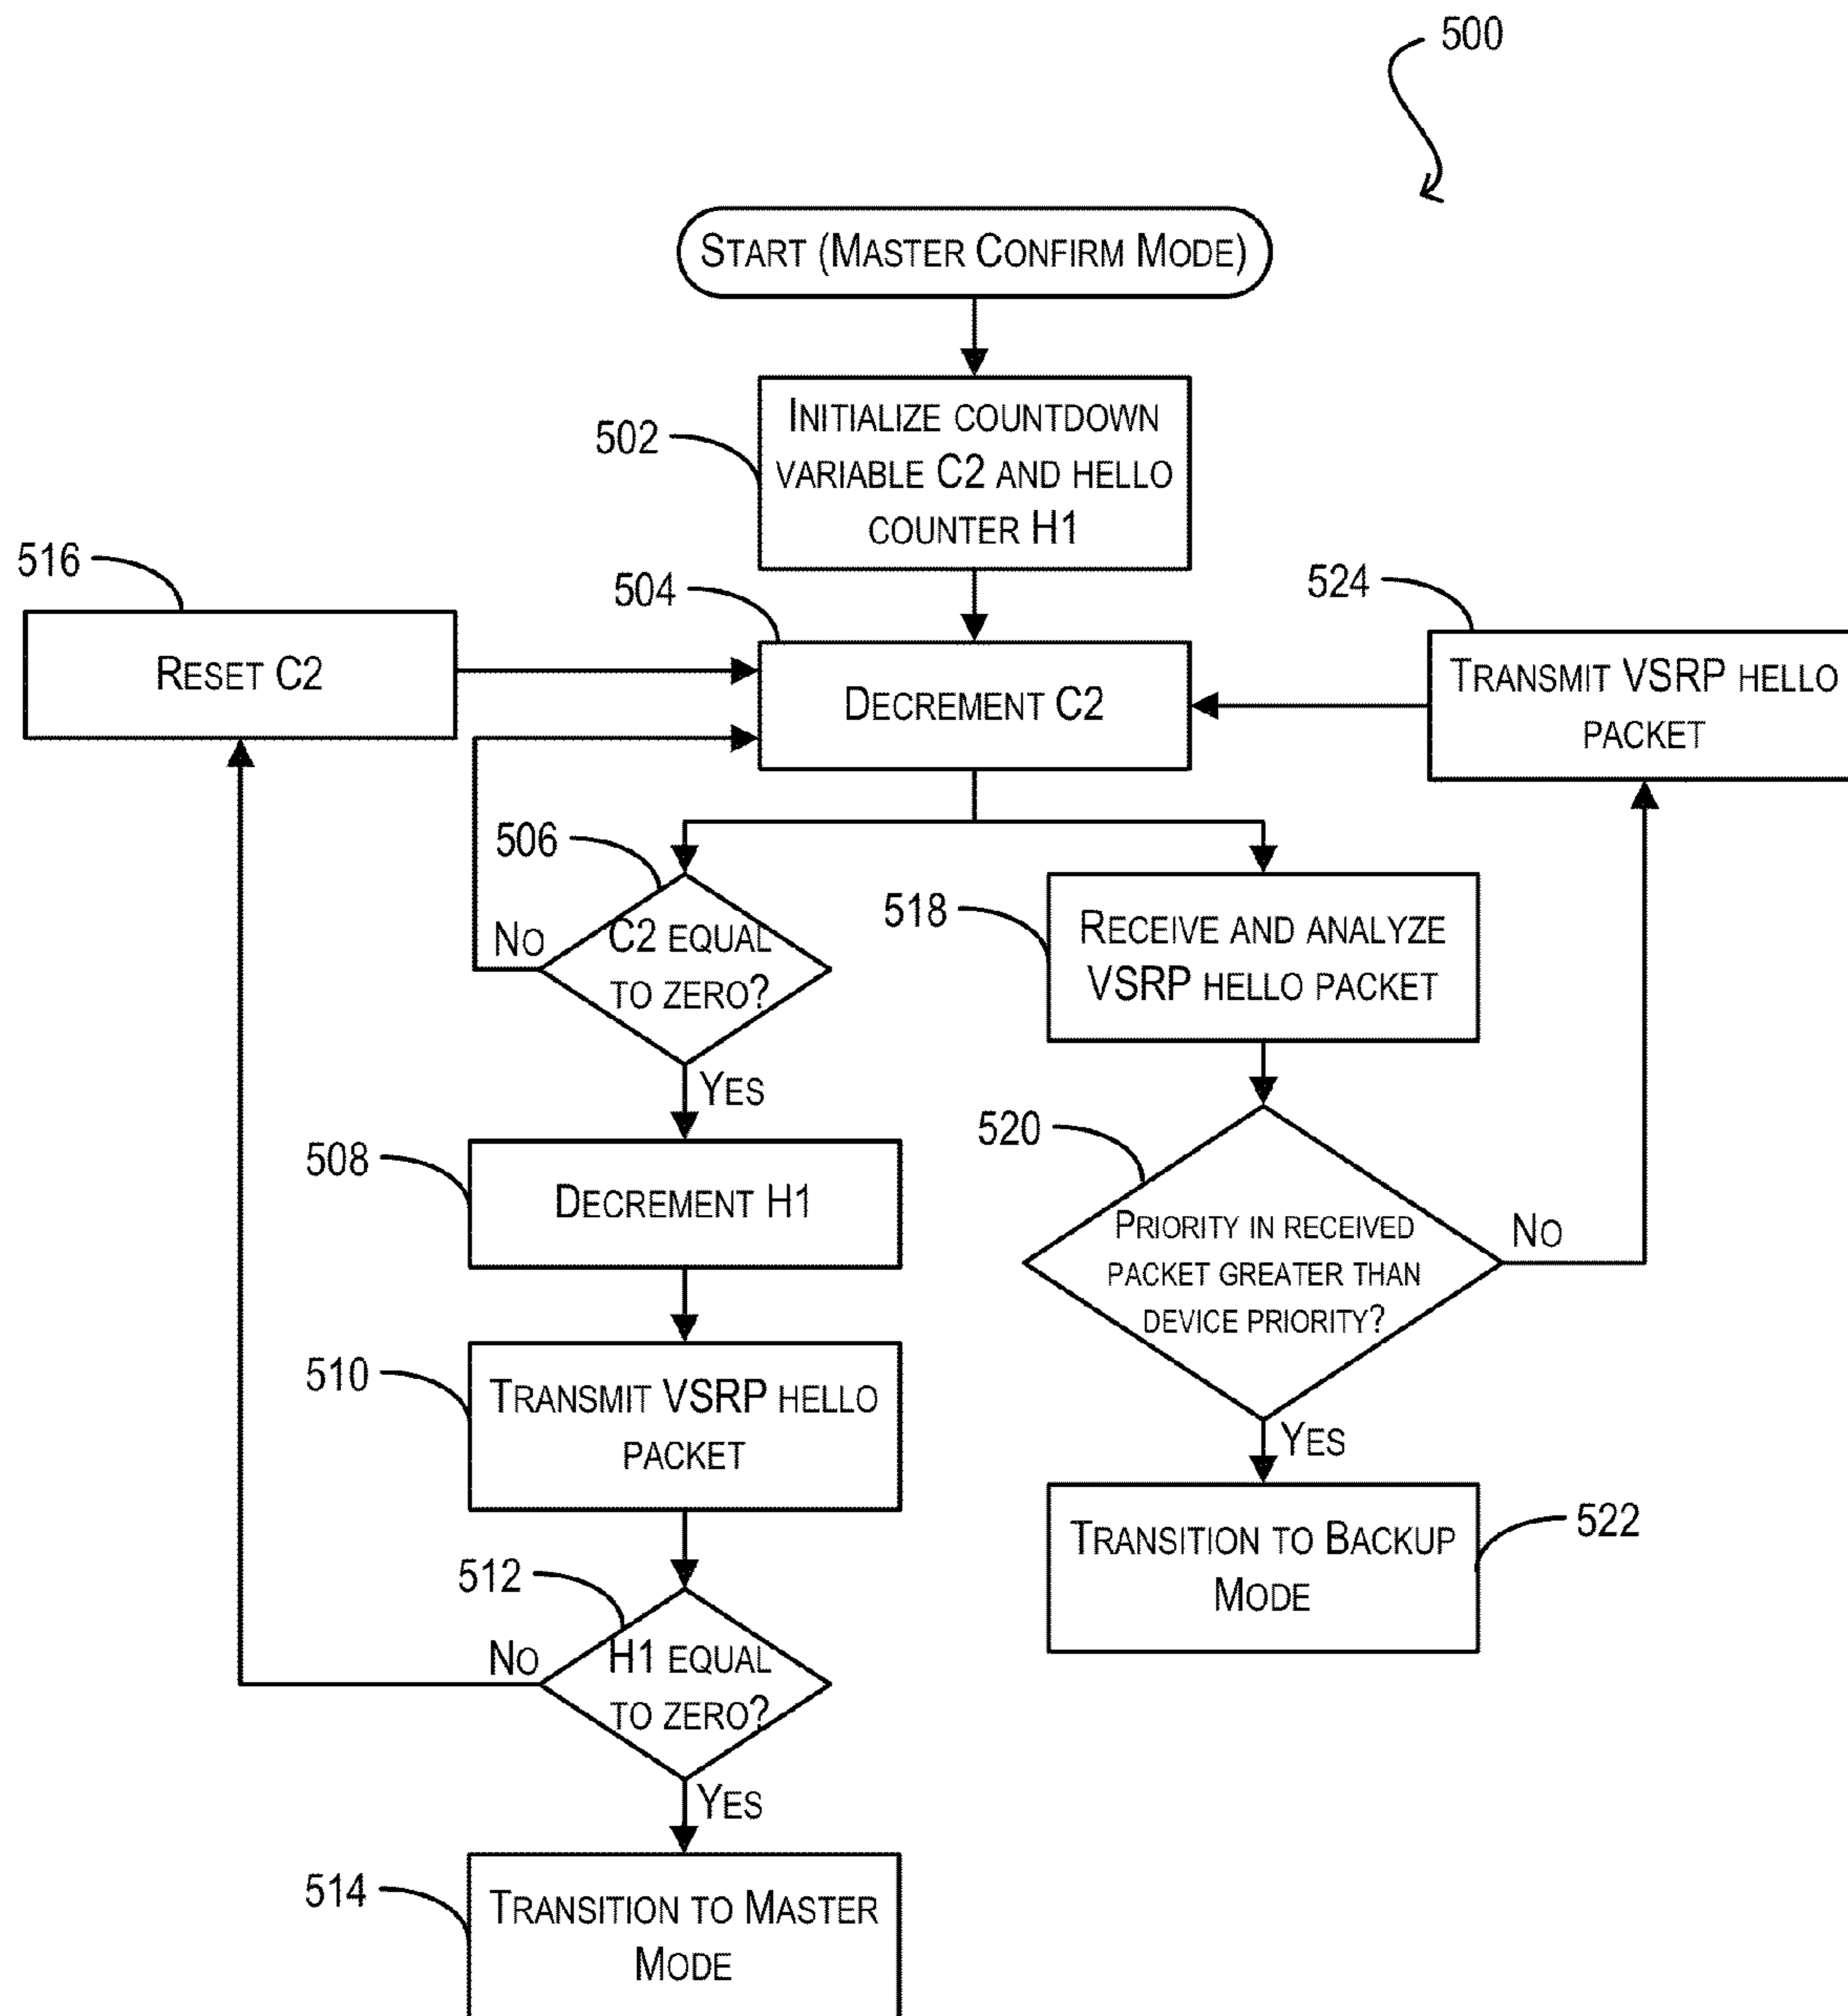 500
START (MASTER CONFIRM MODE)
502
INITIALIZE COUNTDOWN
VARIABLE C2 AND HELLO
COUNTER H1
516
RESET C2
504
DECREMENT C2
524
TRANSMIT VSRP HELLO
PACKET
506
C2 EQUAL
TO ZERO?
NO
YES
518
RECEIVE AND ANALYZE
VSRP HELLO PACKET
508
DECREMENT H1
520
PRIORITY IN RECEIVED
PACKET GREATER THAN
DEVICE PRIORITY?
NO
YES
510
TRANSMIT VSRP HELLO
PACKET
522
TRANSITION TO BACKUP
MODE
512
H1 EQUAL
TO ZERO?
NO
YES
514
TRANSITION TO MASTER
MODE